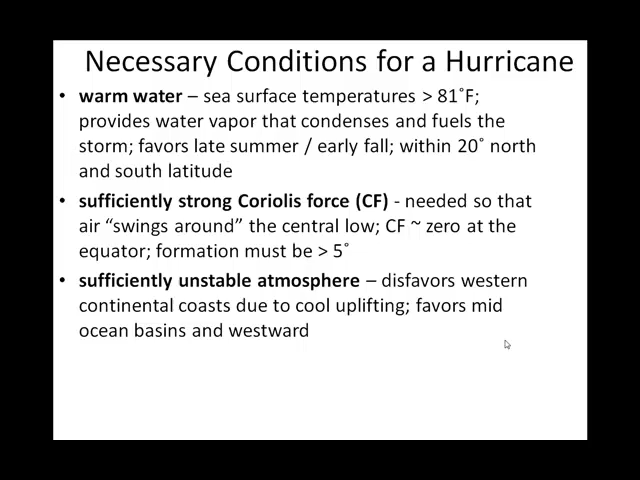 Necessary Conditions for a Hurricane
• warm water – sea surface temperatures > 81˚F;
provides water vapor that condenses and fuels the
storm; favors late summer / early fall; within 20˚ north
and south latitude
• sufficiently strong Coriolis force (CF) - needed so that
air “swings around” the central low; CF ~ zero at the
equator; formation must be > 5˚
• sufficiently unstable atmosphere – disfavors western
continental coasts due to cool uplifting; favors mid
ocean basins and westward